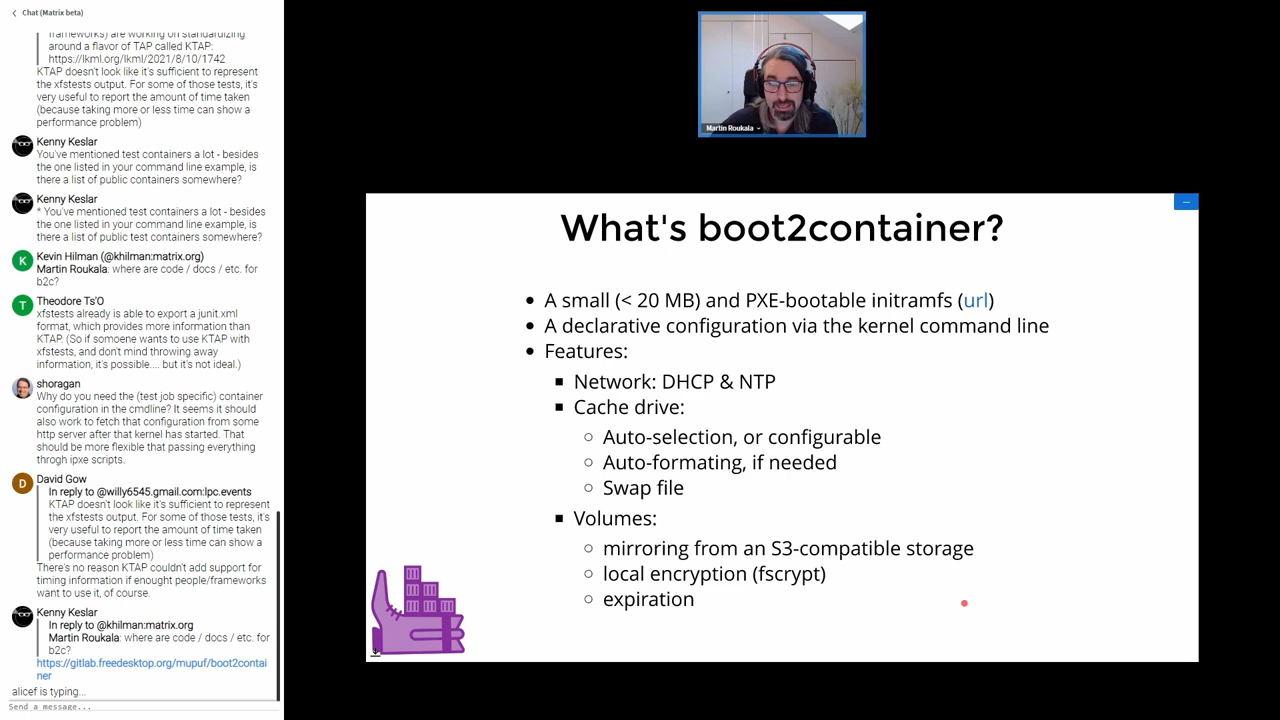 Chat (Matrix beta)
frameworks) are working on standardizing
around a flavor of TAP called KTAP:
https://lkml.org/lkml/2021/8/10/1742
KTAP doesn't look like it's sufficient to represent
the xfstests output. For some of those tests, it's
very useful to report the amount of time taken
(because taking more or less time can show a
performance problem)
Kenny Keslar
You've mentioned test containers a lot - besides
the one listed in your command line example, is
there a list of public containers somewhere?
Kenny Keslar
* You've mentioned test containers a lot - besides
the one listed in your command line example, is
there a list of public test containers somewhere?
K
Kevin Hilman (@khilman:matrix.org)
Martin Roukala: where are code / docs / etc. for
b2c?
T
Theodore Ts'O
xfstests already is able to export a junit.xml
format, which provides more information than
KTAP. (So if somoene wants to use KTAP with
xfstests, and don't mind throwing away
information, it's possible.... but it's not ideal.)
shoragan
Why do you need the (test job specific) container
configuration in the cmdline? It seems it should
also work to fetch that configuration from some
http server after that kernel has started. That
should be more flexible that passing everything
throgh ipxe scripts.
D
David Gow
In reply to @willy6545.gmail.com:lpc.events
KTAP doesn't look like it's sufficient to represent
the xfstests output. For some of those tests, it's
very useful to report the amount of time taken
(because taking more or less time can show a
performance problem)
There's no reason KTAP couldn't add support for
timing information if enought people/frameworks
want to use it, of course.
Kenny Keslar
In reply to @khilman:matrix.org
Martin Roukala: where are code / docs / etc. for
b2c?
https://gitlab.freedesktop.org/mupuf/boot2contai
ner
alicef is typing...
Send a message...
Martin Roukala
What's boot2container?
• A small (< 20 MB) and PXE-bootable initramfs (url)
• A declarative configuration via the kernel command line
• Features:
▪ Network: DHCP & NTP
▪ Cache drive:
○ Auto-selection, or configurable
○ Auto-formating, if needed
○ Swap file
▪ Volumes:
○ mirroring from an S3-compatible storage
○ local encryption (fscrypt)
○ expiration